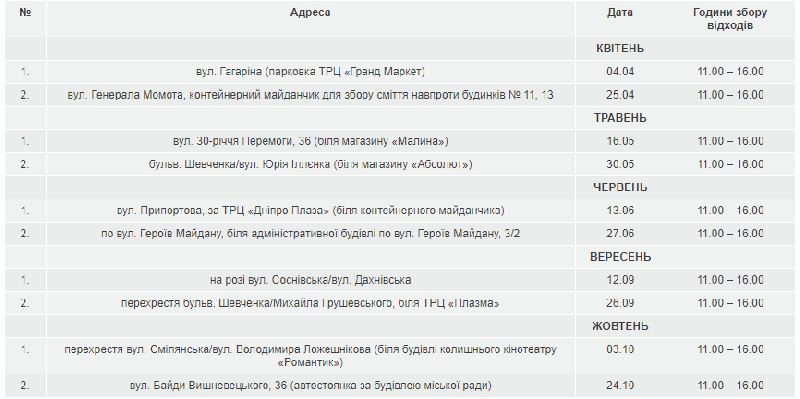 № Адреса Дата Години збору
відходів
КВІТЕНЬ
1. вул. Гагаріна (парковка ТРЦ «Гранд Маркет) 04.04 11.00 – 16.00
2. вул. Генерала Момота, контейнерний майданчик для збору сміття навпроти будинків № 11, 13 25.04 11.00 – 16.00
ТРАВЕНЬ
1. вул. 30-річчя Перемоги, 36 (біля магазину «Малина») 16.05 11.00 – 16.00
2. бульв. Шевченка/вул. Юрія Іллєнка (біля магазину «Абсолют») 30.05 11.00 – 16.00
ЧЕРВЕНЬ
1. вул. Припортова, за ТРЦ «Дніпро Плаза» (біля контейнерного майданчика) 13.06 11.00 – 16.00
2. по вул. Героїв Майдану, біля адміністративної будівлі по вул. Героїв Майдану, 3/2 27.06 11.00 – 16.00
ВЕРЕСЕНЬ
1. на розі вул. Соснівська/вул. Дахнівська 12.09 11.00 – 16.00
2. перехрестя бульв. Шевченка/Михайла Грушевського, біля ТРЦ «Плазма» 26.09 11.00 – 16.00
ЖОВТЕНЬ
1. перехрестя вул. Смілянська/вул. Володимира Ложешнікова (біля будівлі колишнього кінотеатру
«Романтик») 03.10 11.00 – 16.00
2. вул. Байди Вишневецького, 36 (автостоянка за будівлею міської ради) 24.10 11.00 – 16.00